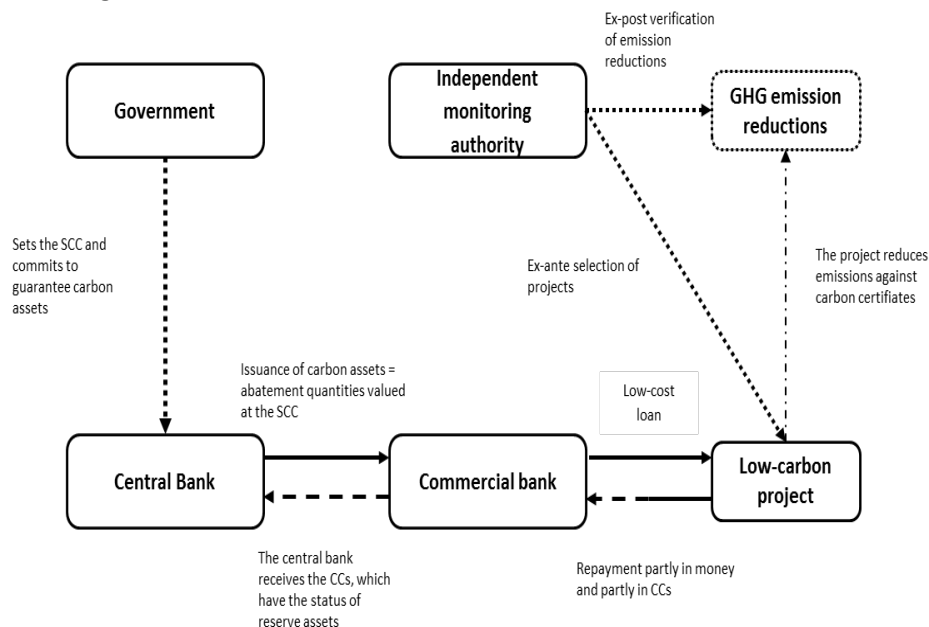 Ex-post verification
of emission
reductions
Government
Independent
monitoring
authority
GHG emission
reductions
Sets the SCC and
commits to
guarantee carbon
assets
Ex-ante selection of
projects
The project reduces
emissions against
carbon certifiates
Issuance of carbon assets =
abatement quantities valued
at the SCC
Low-cost
loan
Central Bank
Commercial bank
Low-carbon
project
The central bank
receives the CCs, which
have the status of
reserve assets
Repayment partly in money
and partly in CCs